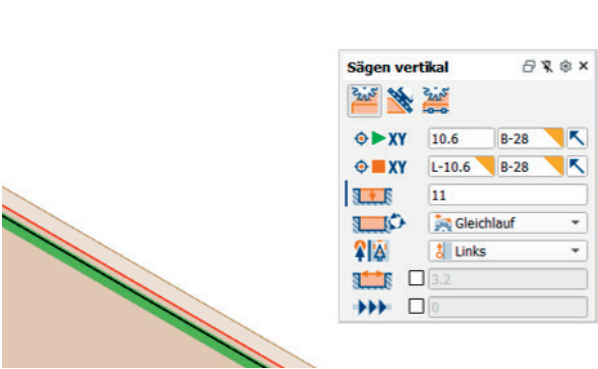 Sägen vertikal
XY 10.6 B-28
XY L-10.6 B-28
11
Gleichlauf
Links
3.2
0